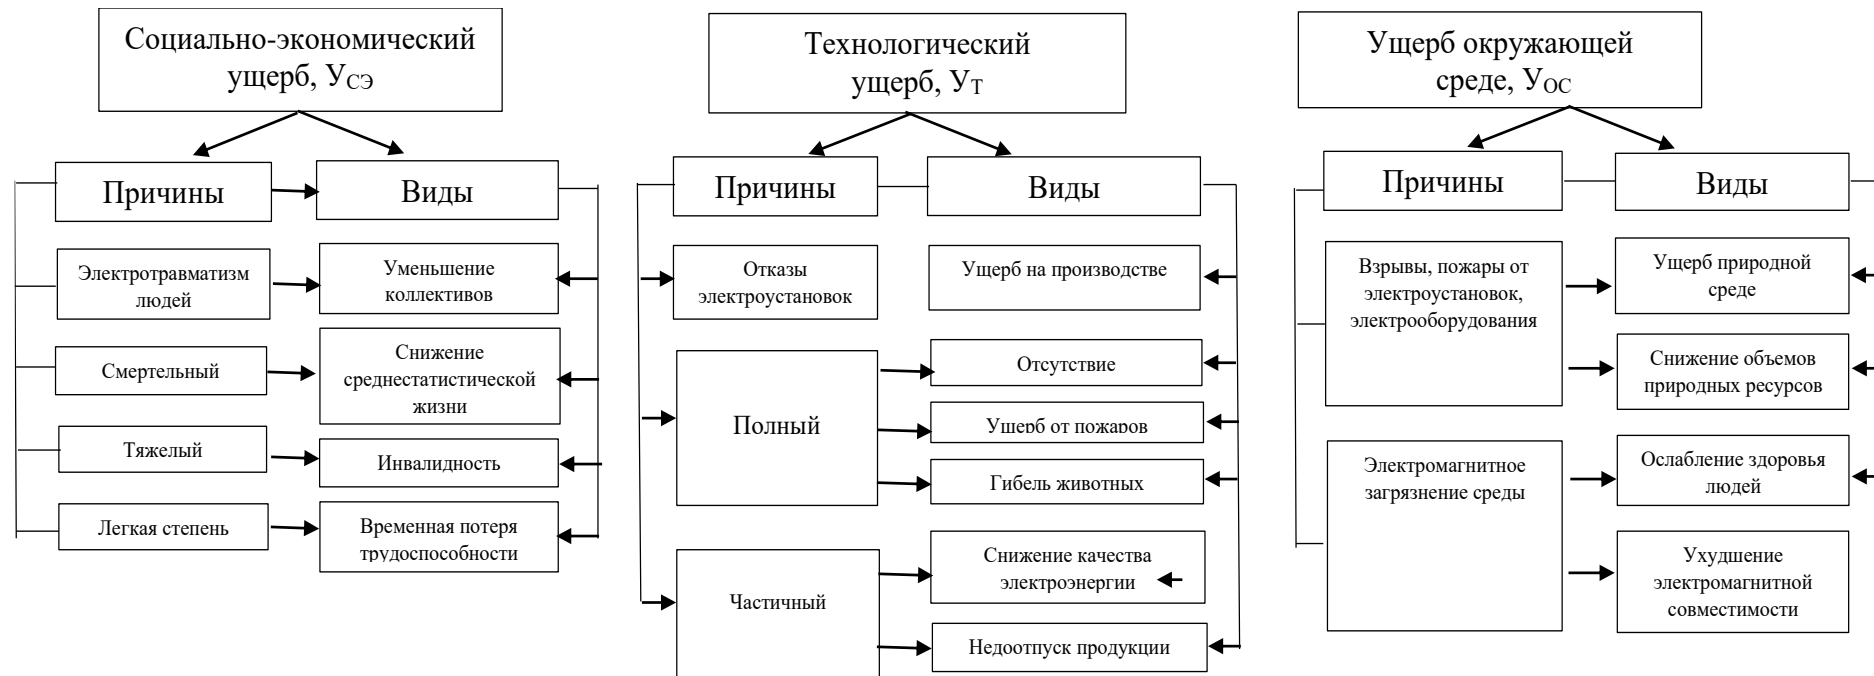 Социально-экономический
ущерб, УСЭ
Причины
Виды
Электротравматизм
людей
Уменьшение
коллективов
Смертельный
Снижение
среднестатистической
жизни
Тяжелый
Инвалидность
Легкая степень
Временная потеря
трудоспособности
Технологический
ущерб, УТ
Причины
Виды
Отказы
электроустановок
Ущерб на производстве
Полный
Отсутствие
Ущерб от пожаров
Гибель животных
Частичный
Снижение качества
электроэнергии
Недоотпуск продукции
Ущерб окружающей
среде, УОС
Причины
Виды
Взрывы, пожары от
электроустановок,
электрооборудования
Ущерб природной
среде
Снижение объемов
природных ресурсов
Электромагнитное
загрязнение среды
Ослабление здоровья
людей
Ухудшение
электромагнитной
совместимости